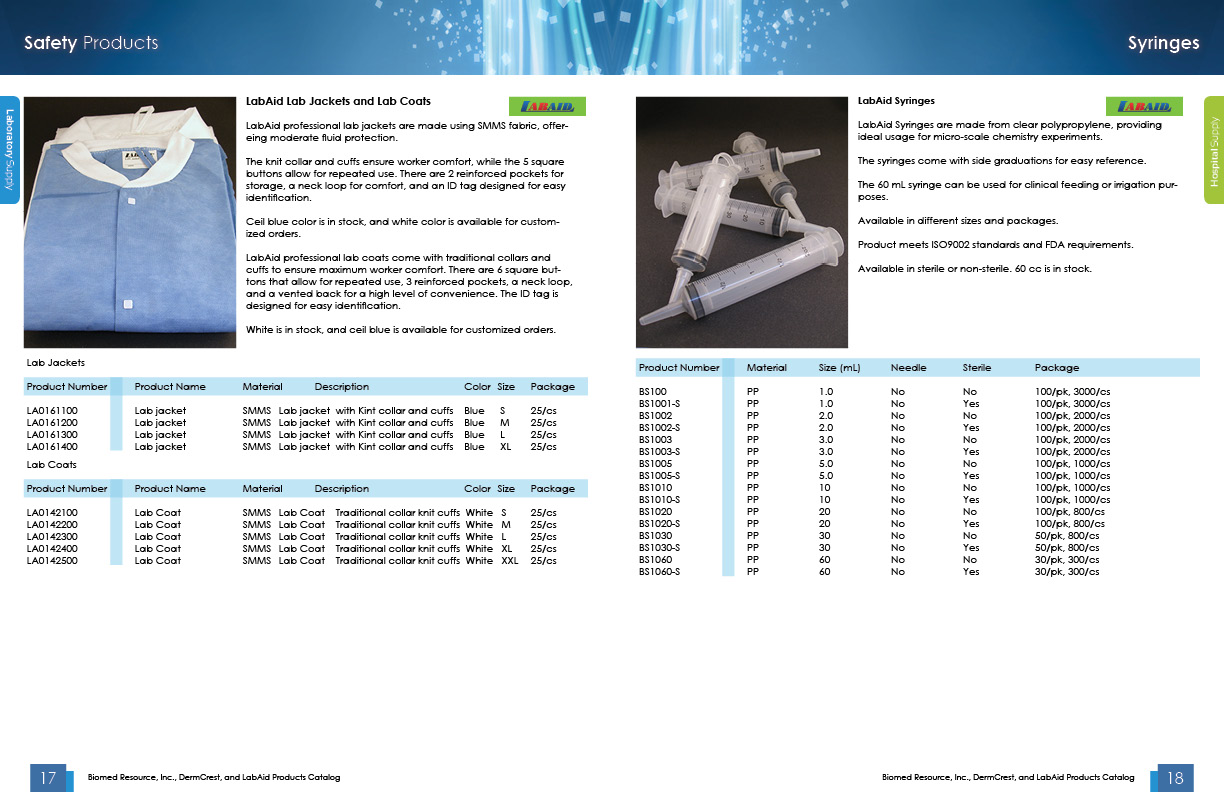 Safety Products
Laboratory Supply
LabAid Lab Jackets and Lab Coats
LABAID
LabAid professional lab jackets are made using SMMS fabric, offer-
eing moderate fluid protection.
The knit collar and cuffs ensure worker comfort, while the 5 square
buttons allow for repeated use. There are 2 reinforced pockets for
storage, a neck loop for comfort, and an ID tag designed for easy
identification.
Ceil blue color is in stock, and white color is available for custom-
ized orders.
LabAid professional lab coats come with traditional collars and
cuffs to ensure maximum worker comfort. There are 6 square but-
tons that allow for repeated use, 3 reinforced pockets, a neck loop,
and a vented back for a high level of convenience. The ID tag is
designed for easy identification.
White is in stock, and ceil blue is available for customized orders.
Lab Jackets
Product Number Product Name Material Description Color Size Package
LA0161100 Lab jacket SMMS Lab jacket with Kint collar and cuffs Blue S 25/cs
LA0161200 Lab jacket SMMS Lab jacket with Kint collar and cuffs Blue M 25/cs
LA0161300 Lab jacket SMMS Lab jacket with Kint collar and cuffs Blue L 25/cs
LA0161400 Lab jacket SMMS Lab jacket with Kint collar and cuffs Blue XL 25/cs
Lab Coats
Product Number Product Name Material Description Color Size Package
LA0142100 Lab Coat SMMS Lab Coat Traditional collar knit cuffs White S 25/cs
LA0142200 Lab Coat SMMS Lab Coat Traditional collar knit cuffs White M 25/cs
LA0142300 Lab Coat SMMS Lab Coat Traditional collar knit cuffs White L 25/cs
LA0142400 Lab Coat SMMS Lab Coat Traditional collar knit cuffs White XL 25/cs
LA0142500 Lab Coat SMMS Lab Coat Traditional collar knit cuffs White XXL 25/cs
17
Biomed Resource, Inc., DermCrest, and LabAid Products Catalog
Syringes
Hospital Supply
LabAid Syringes
LABAID
LabAid Syringes are made from clear polypropylene, providing
ideal usage for micro-scale chemistry experiments.
The syringes come with side graduations for easy reference.
The 60 mL syringe can be used for clinical feeding or irrigation pur-
poses.
Available in different sizes and packages.
Product meets ISO9002 standards and FDA requirements.
Available in sterile or non-sterile. 60 cc is in stock.
Product Number Material Size (mL) Needle Sterile Package
BS100 PP 1.0 No No 100/pk, 3000/cs
BS1001-S PP 1.0 No Yes 100/pk, 3000/cs
BS1002 PP 2.0 No No 100/pk, 2000/cs
BS1002-S PP 2.0 No Yes 100/pk, 2000/cs
BS1003 PP 3.0 No No 100/pk, 2000/cs
BS1003-S PP 3.0 No Yes 100/pk, 2000/cs
BS1005 PP 5.0 No No 100/pk, 1000/cs
BS1005-S PP 5.0 No Yes 100/pk, 1000/cs
BS1010 PP 10 No No 100/pk, 1000/cs
BS1010-S PP 10 No Yes 100/pk, 1000/cs
BS1020 PP 20 No No 100/pk, 800/cs
BS1020-S PP 20 No Yes 100/pk, 800/cs
BS1030 PP 30 No No 50/pk, 800/cs
BS1030-S PP 30 No Yes 50/pk, 800/cs
BS1060 PP 60 No No 30/pk, 300/cs
BS1060-S PP 60 No Yes 30/pk, 300/cs
Biomed Resource, Inc., DermCrest, and LabAid Products Catalog
18